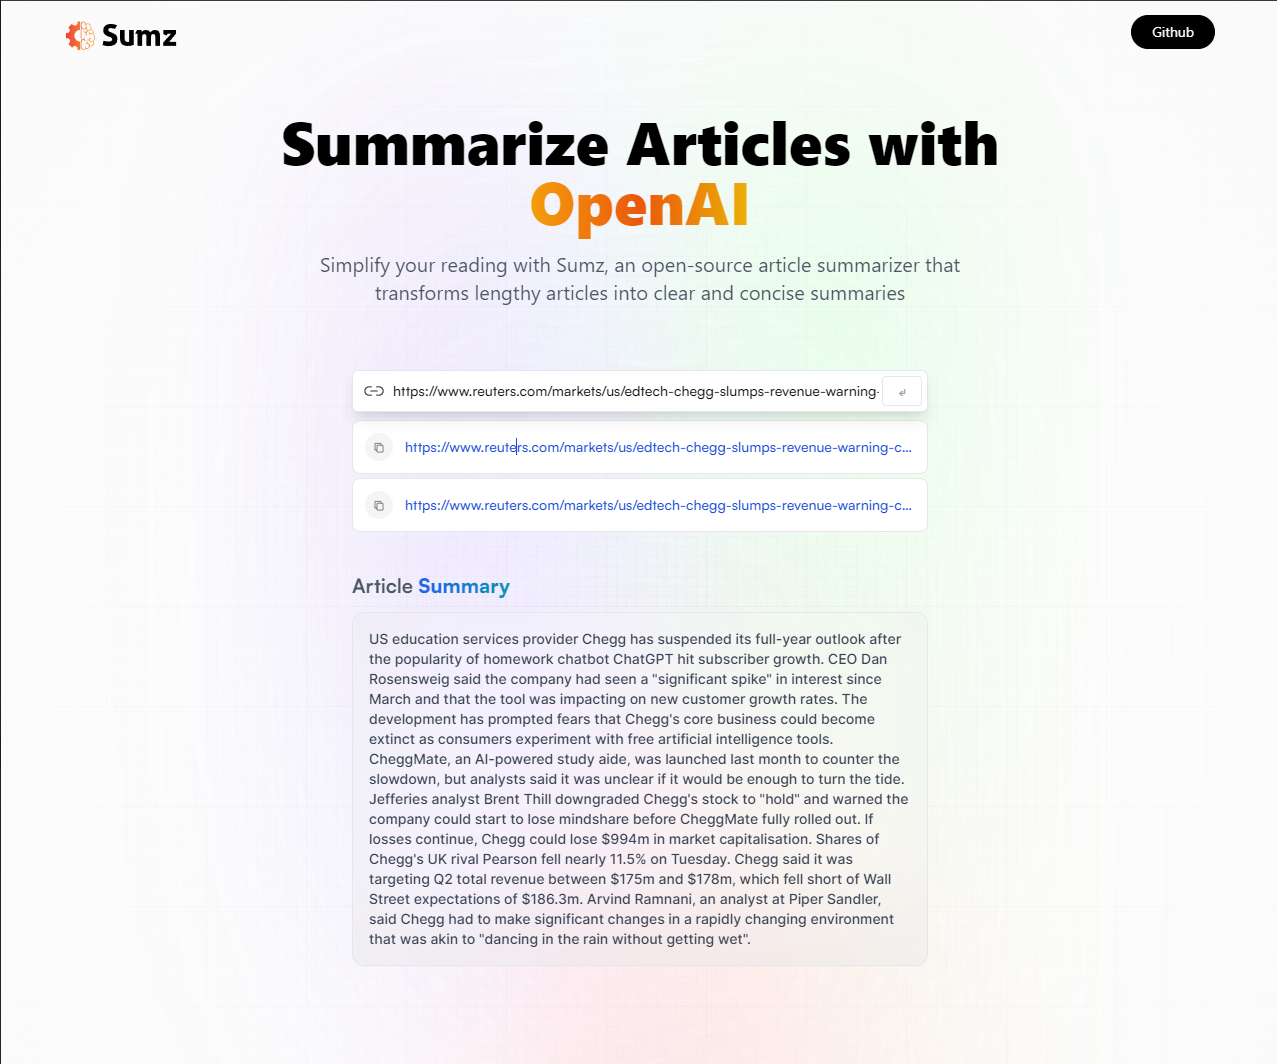 Sumz
Github
Summarize Articles with
OpenAI
Simplify your reading with Sumz, an open-source article summarizer that
transforms lengthy articles into clear and concise summaries
https://www.reuters.com/markets/us/edtech-chegg-slumps-revenue-warning-
https://www.reuters.com/markets/us/edtech-chegg-slumps-revenue-warning-c...
https://www.reuters.com/markets/us/edtech-chegg-slumps-revenue-warning-c...
Article Summary
US education services provider Chegg has suspended its full-year outlook after
the popularity of homework chatbot ChatGPT hit subscriber growth. CEO Dan
Rosensweig said the company had seen a "significant spike" in interest since
March and that the tool was impacting on new customer growth rates. The
development has prompted fears that Chegg's core business could become
extinct as consumers experiment with free artificial intelligence tools.
CheggMate, an AI-powered study aide, was launched last month to counter the
slowdown, but analysts said it was unclear if it would be enough to turn the tide.
Jefferies analyst Brent Thill downgraded Chegg's stock to "hold" and warned the
company could start to lose mindshare before CheggMate fully rolled out. If
losses continue, Chegg could lose $994m in market capitalisation. Shares of
Chegg's UK rival Pearson fell nearly 11.5% on Tuesday. Chegg said it was
targeting Q2 total revenue between $175m and $178m, which fell short of Wall
Street expectations of $186.3m. Arvind Ramnani, an analyst at Piper Sandler,
said Chegg had to make significant changes in a rapidly changing environment
that was akin to "dancing in the rain without getting wet".